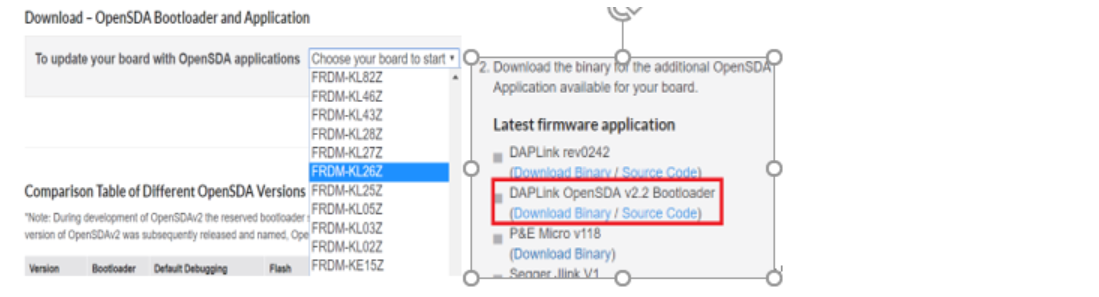 Download – OpenSDA Bootloader and Application
To update your board with OpenSDA applications
Choose your board to start
FRDM-KL82Z
FRDM-KL46Z
FRDM-KL43Z
FRDM-KL28Z
FRDM-KL27Z
FRDM-KL26Z
FRDM-KL25Z
FRDM-KL05Z
FRDM-KL03Z
FRDM-KL02Z
FRDM-KE15Z
Comparison Table of Different OpenSDA Versions
*Note: During development of OpenSDAv2 the reserved bootloader
version of OpenSDAv2 was subsequently released and named, Ope
Version Bootloader Default Debugging Flash
2. Download the binary for the additional OpenSDA
Application available for your board.
Latest firmware application
DAPLink rev0242
(Download Binary / Source Code)
DAPLink OpenSDA v2.2 Bootloader
(Download Binary / Source Code)
P&E Micro v118
(Download Binary)
Segger Jlink V1